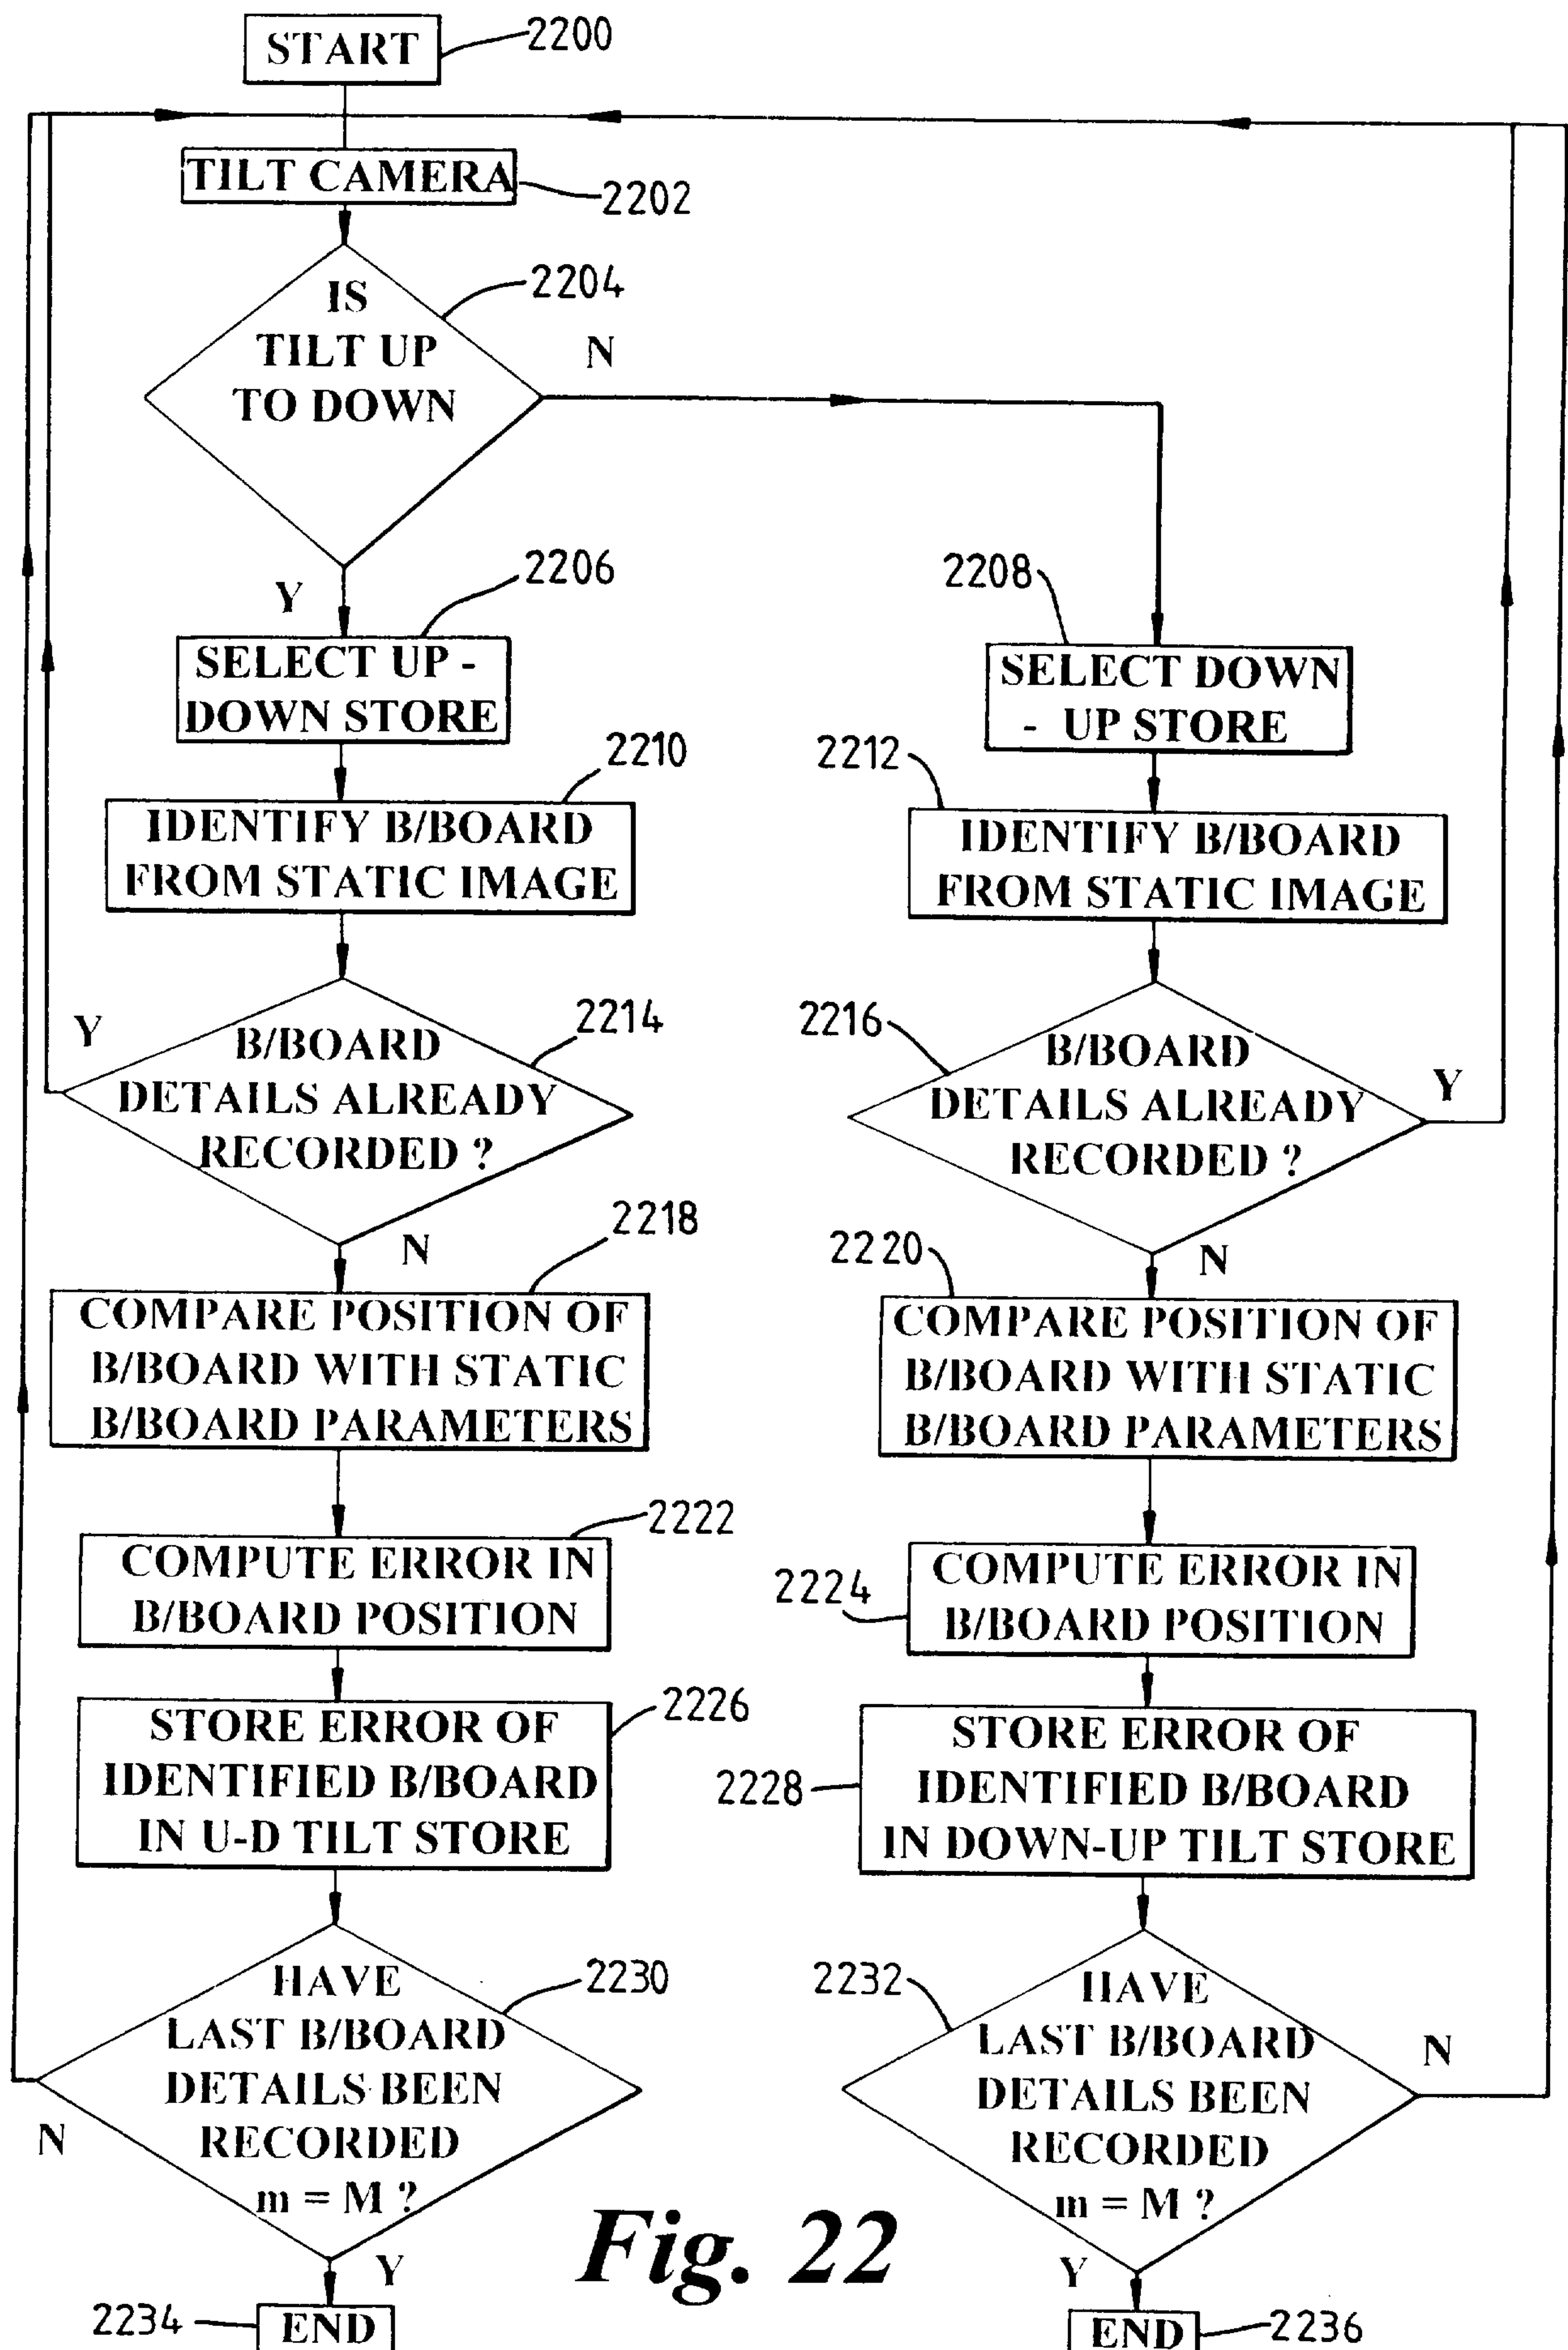 START
2200
TILT CAMERA
2202
IS
TILT UP
TO DOWN
2204
N
Y
2206
SELECT UP -
DOWN STORE
2208
SELECT DOWN
- UP STORE
2210
IDENTIFY B/BOARD
FROM STATIC IMAGE
2212
IDENTIFY B/BOARD
FROM STATIC IMAGE
Y
2214
B/BOARD
DETAILS ALREADY
RECORDED ?
N
2216
B/BOARD
DETAILS ALREADY
RECORDED ?
Y
N
2218
COMPARE POSITION OF
B/BOARD WITH STATIC
B/BOARD PARAMETERS
2220
COMPARE POSITION OF
B/BOARD WITH STATIC
B/BOARD PARAMETERS
2222
COMPUTE ERROR IN
B/BOARD POSITION
2224
COMPUTE ERROR IN
B/BOARD POSITION
2226
STORE ERROR OF
IDENTIFIED B/BOARD
IN U-D TILT STORE
2228
STORE ERROR OF
IDENTIFIED B/BOARD
IN DOWN-UP TILT STORE
2230
HAVE
LAST B/BOARD
DETAILS BEEN
RECORDED
m = M ?
N
Y
2232
HAVE
LAST B/BOARD
DETAILS BEEN
RECORDED
m = M ?
N
Y
2234
END
Fig. 22
END
2236